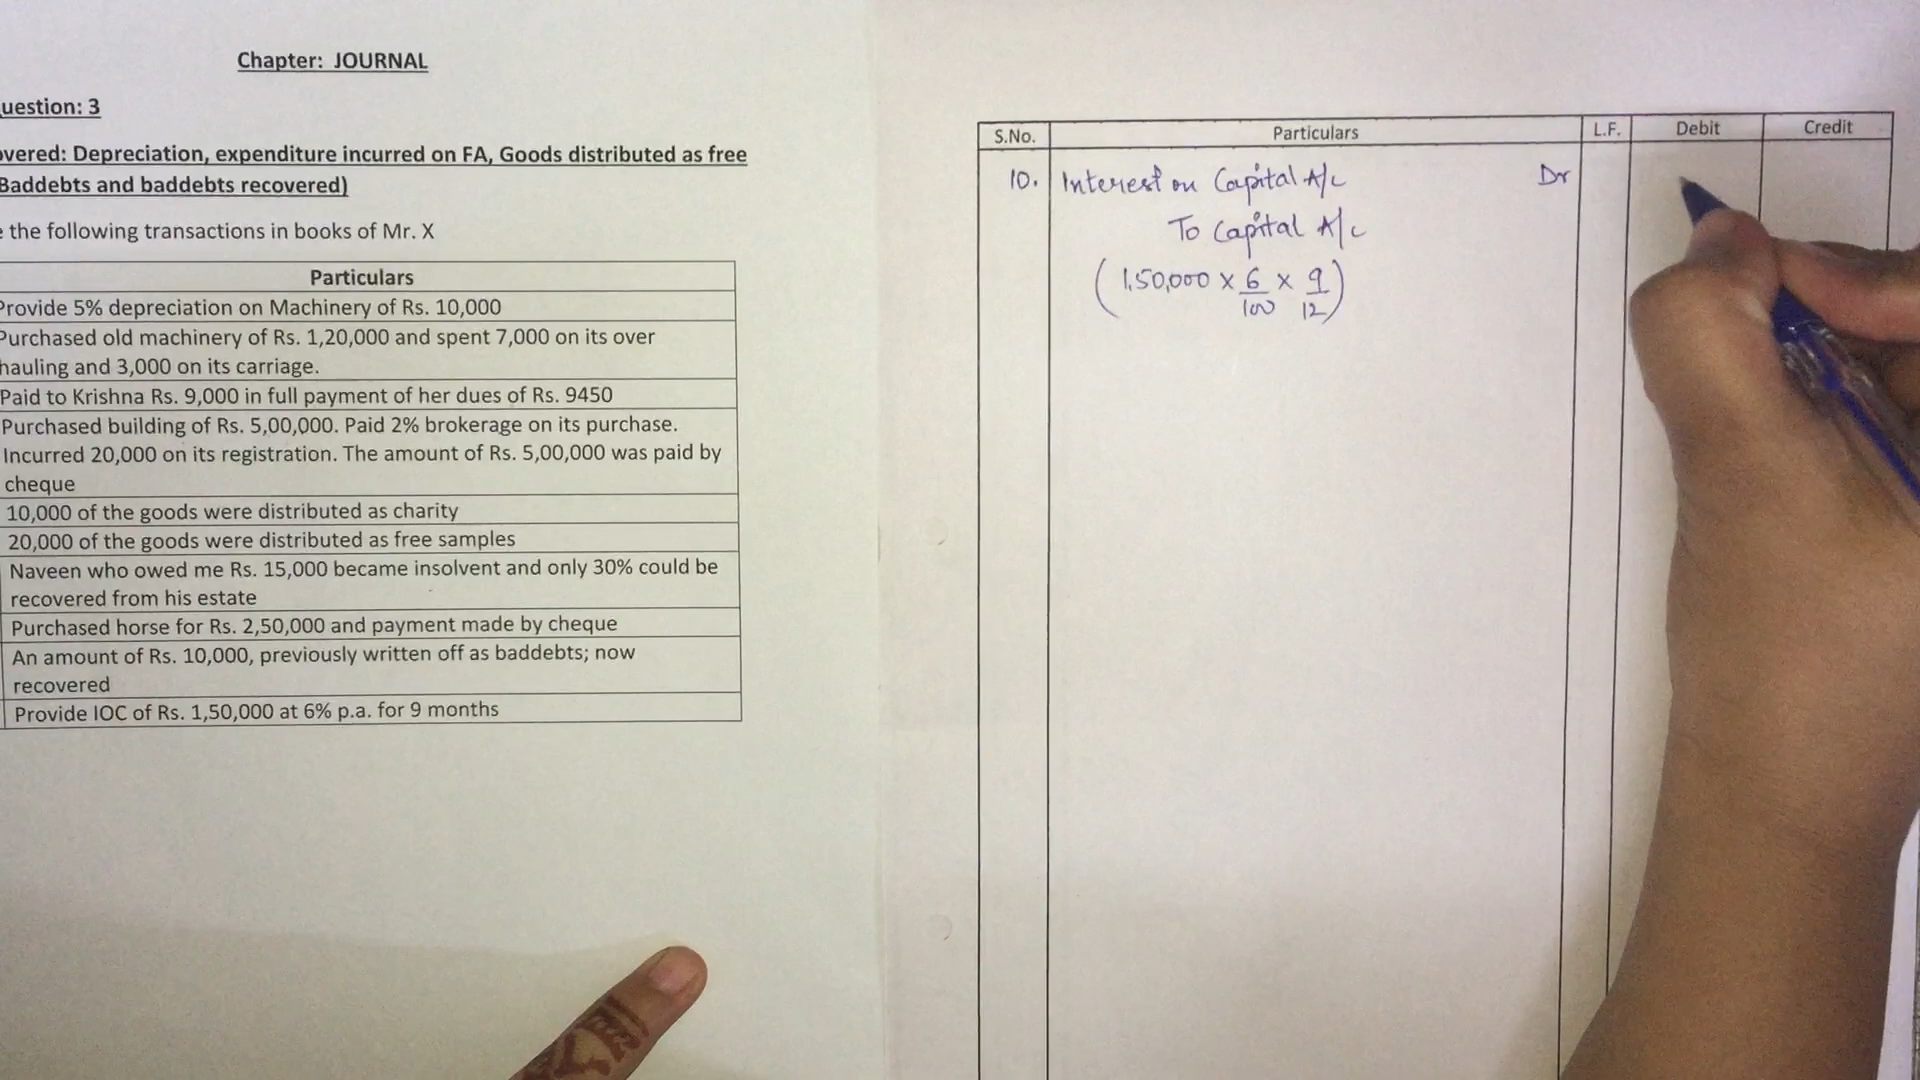 Chapter: JOURNAL
uestion: 3
overed: Depreciation, expenditure incurred on FA, Goods distributed as free
Baddebts and baddebts recovered)
e the following transactions in books of Mr. X
Particulars
Provide 5% depreciation on Machinery of Rs. 10,000
Purchased old machinery of Rs. 1,20,000 and spent 7,000 on its over
hauling and 3,000 on its carriage.
Paid to Krishna Rs. 9,000 in full payment of her dues of Rs. 9450
Purchased building of Rs. 5,00,000. Paid 2% brokerage on its purchase.
Incurred 20,000 on its registration. The amount of Rs. 5,00,000 was paid by
cheque
10,000 of the goods were distributed as charity
20,000 of the goods were distributed as free samples
Naveen who owed me Rs. 15,000 became insolvent and only 30% could be
recovered from his estate
Purchased horse for Rs. 2,50,000 and payment made by cheque
An amount of Rs. 10,000, previously written off as baddebts; now
recovered
Provide IOC of Rs. 1,50,000 at 6% p.a. for 9 months
S.No. Particulars L.F. Debit Credit
10. Interest on Capital A/c Dr
To Capital A/c
(1,50,000 × 6/100 × 9/12)